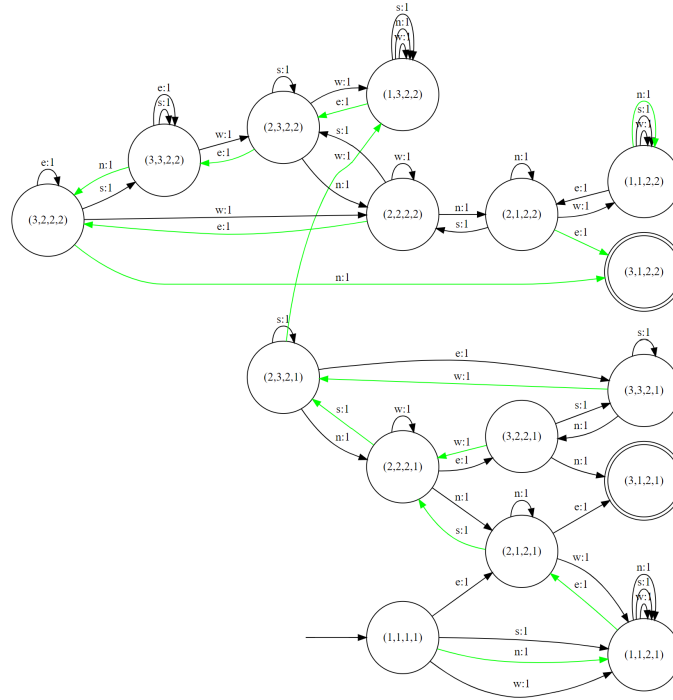 s:1
n:1
w:1
(1,3,2,2)
s:1
w:1
e:1
(2,3,2,2)
e:1
s:1
w:1
e:1
(3,3,2,2)
n:1
s:1
e:1
(3,2,2,2)
w:1
e:1
n:1
w:1
n:1
s:1
w:1
(2,2,2,2)
n:1
s:1
n:1
(2,1,2,2)
e:1
w:1
e:1
n:1
s:1
w:1
(1,1,2,2)
(3,1,2,2)
s:1
(2,3,2,1)
e:1
w:1
s:1
(3,3,2,1)
n:1
s:1
w:1
(2,2,2,1)
w:1
e:1
(3,2,2,1)
s:1
n:1
n:1
(3,1,2,1)
n:1
s:1
n:1
(2,1,2,1)
e:1
w:1
e:1
n:1
s:1
w:1
(1,1,2,1)
(1,1,1,1)
e:1
s:1
n:1
w:1